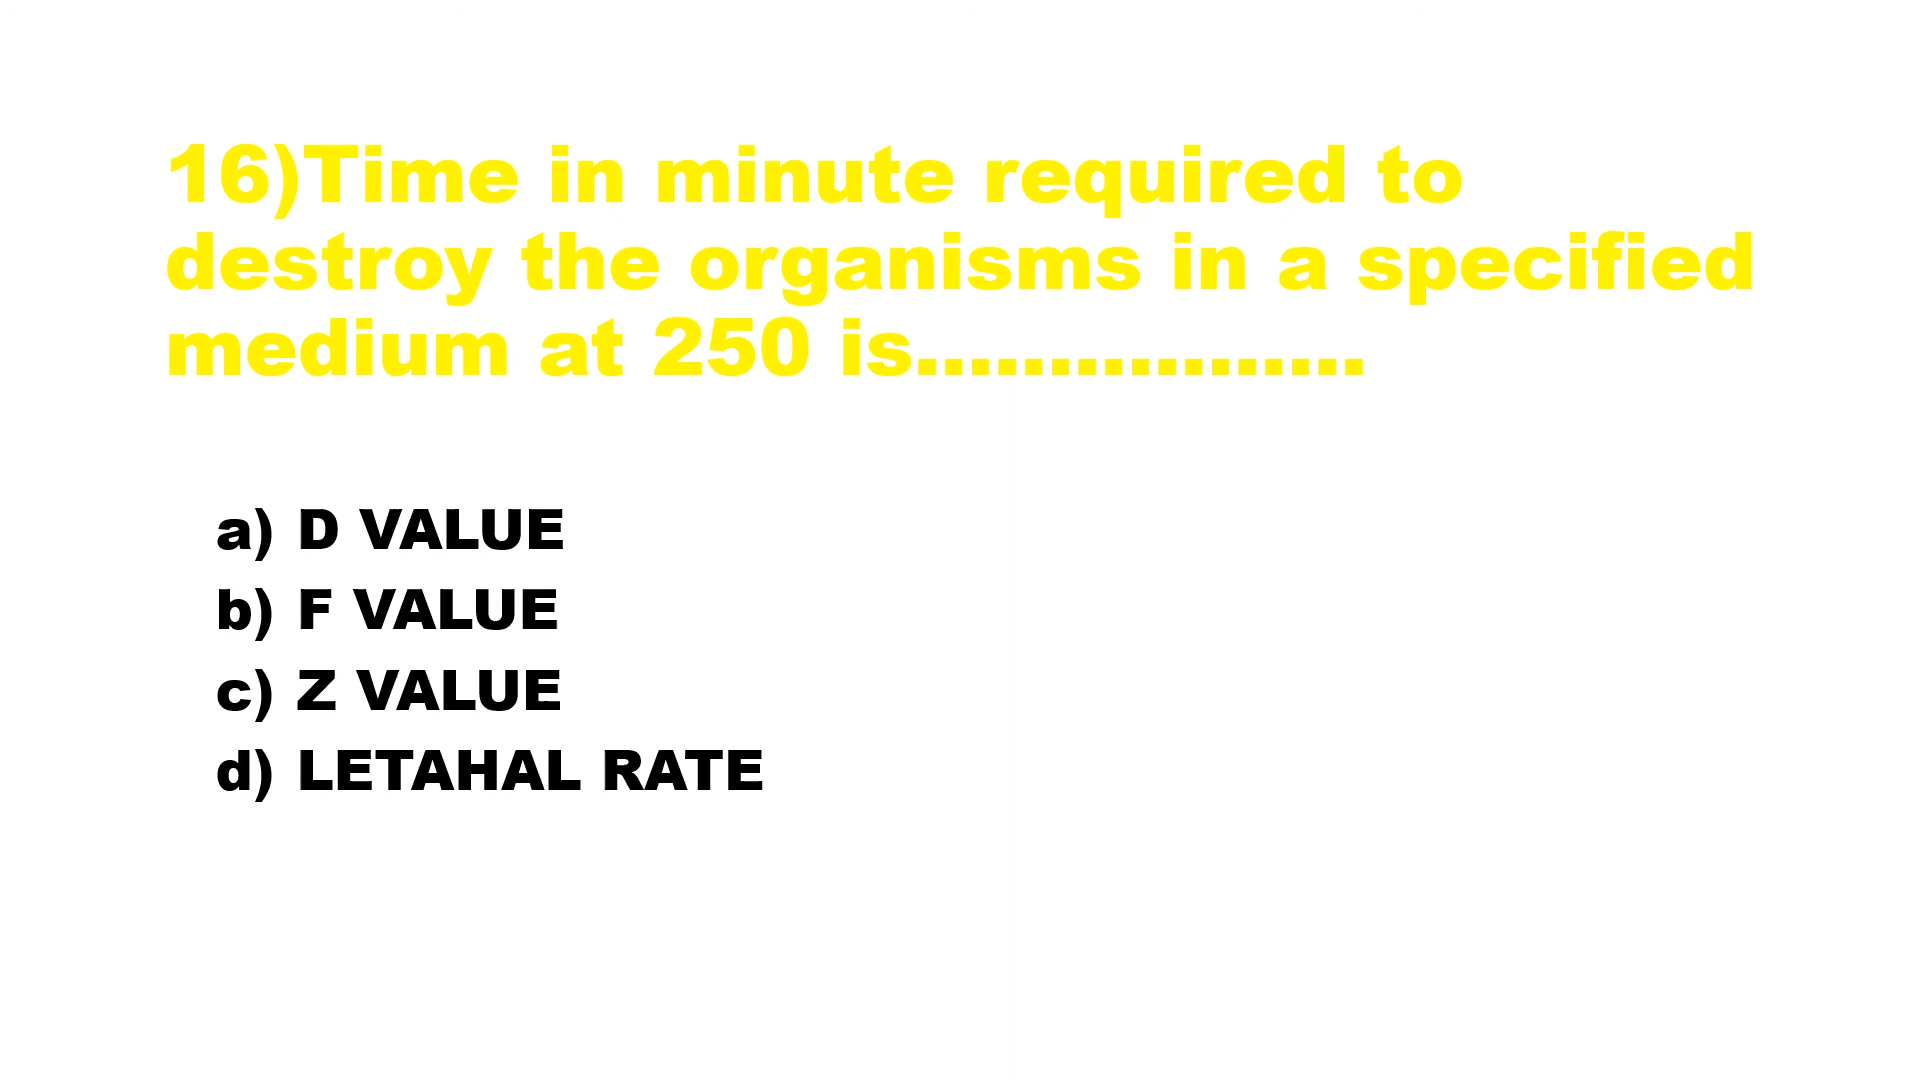 16)Time in minute required to
destroy the organisms in a specified
medium at 250 is.................
a) D VALUE
b) F VALUE
c) Z VALUE
d) LETAHAL RATE